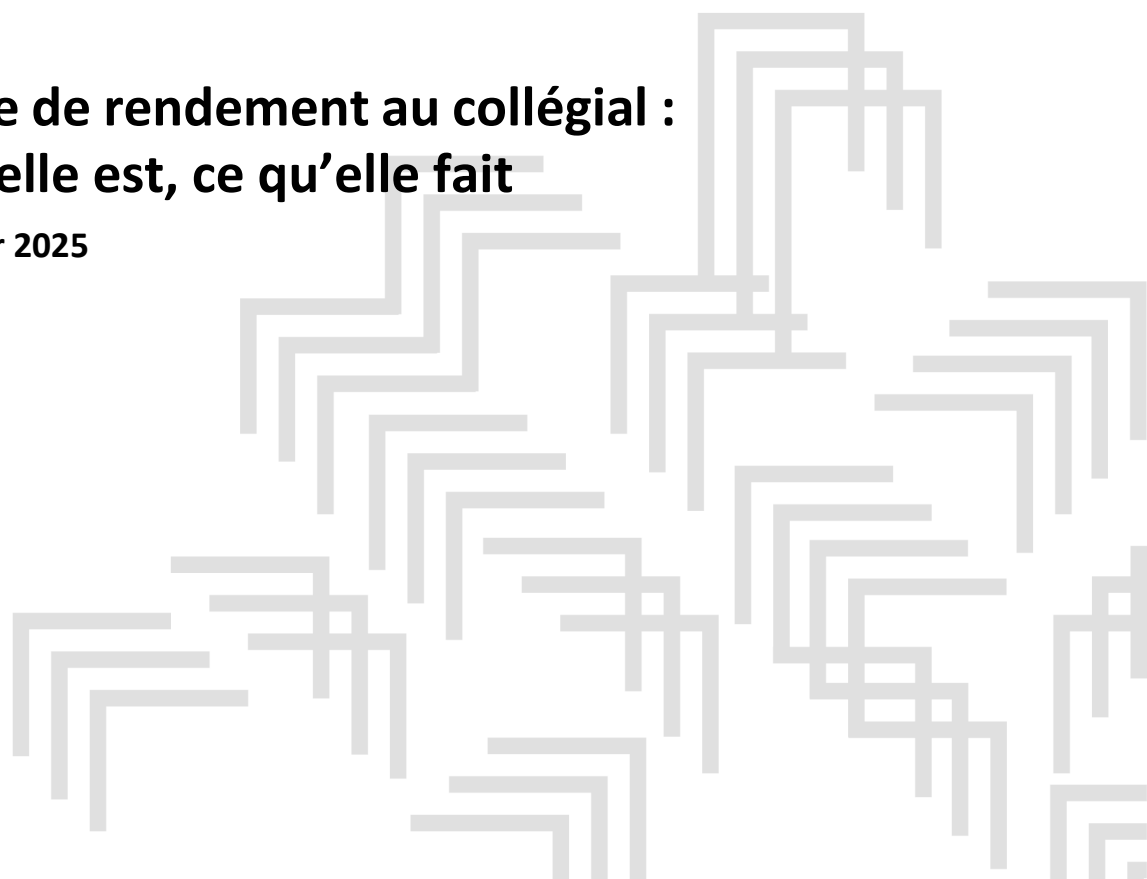 e de rendement au collégial :
elle est, ce qu’elle fait
r 2025